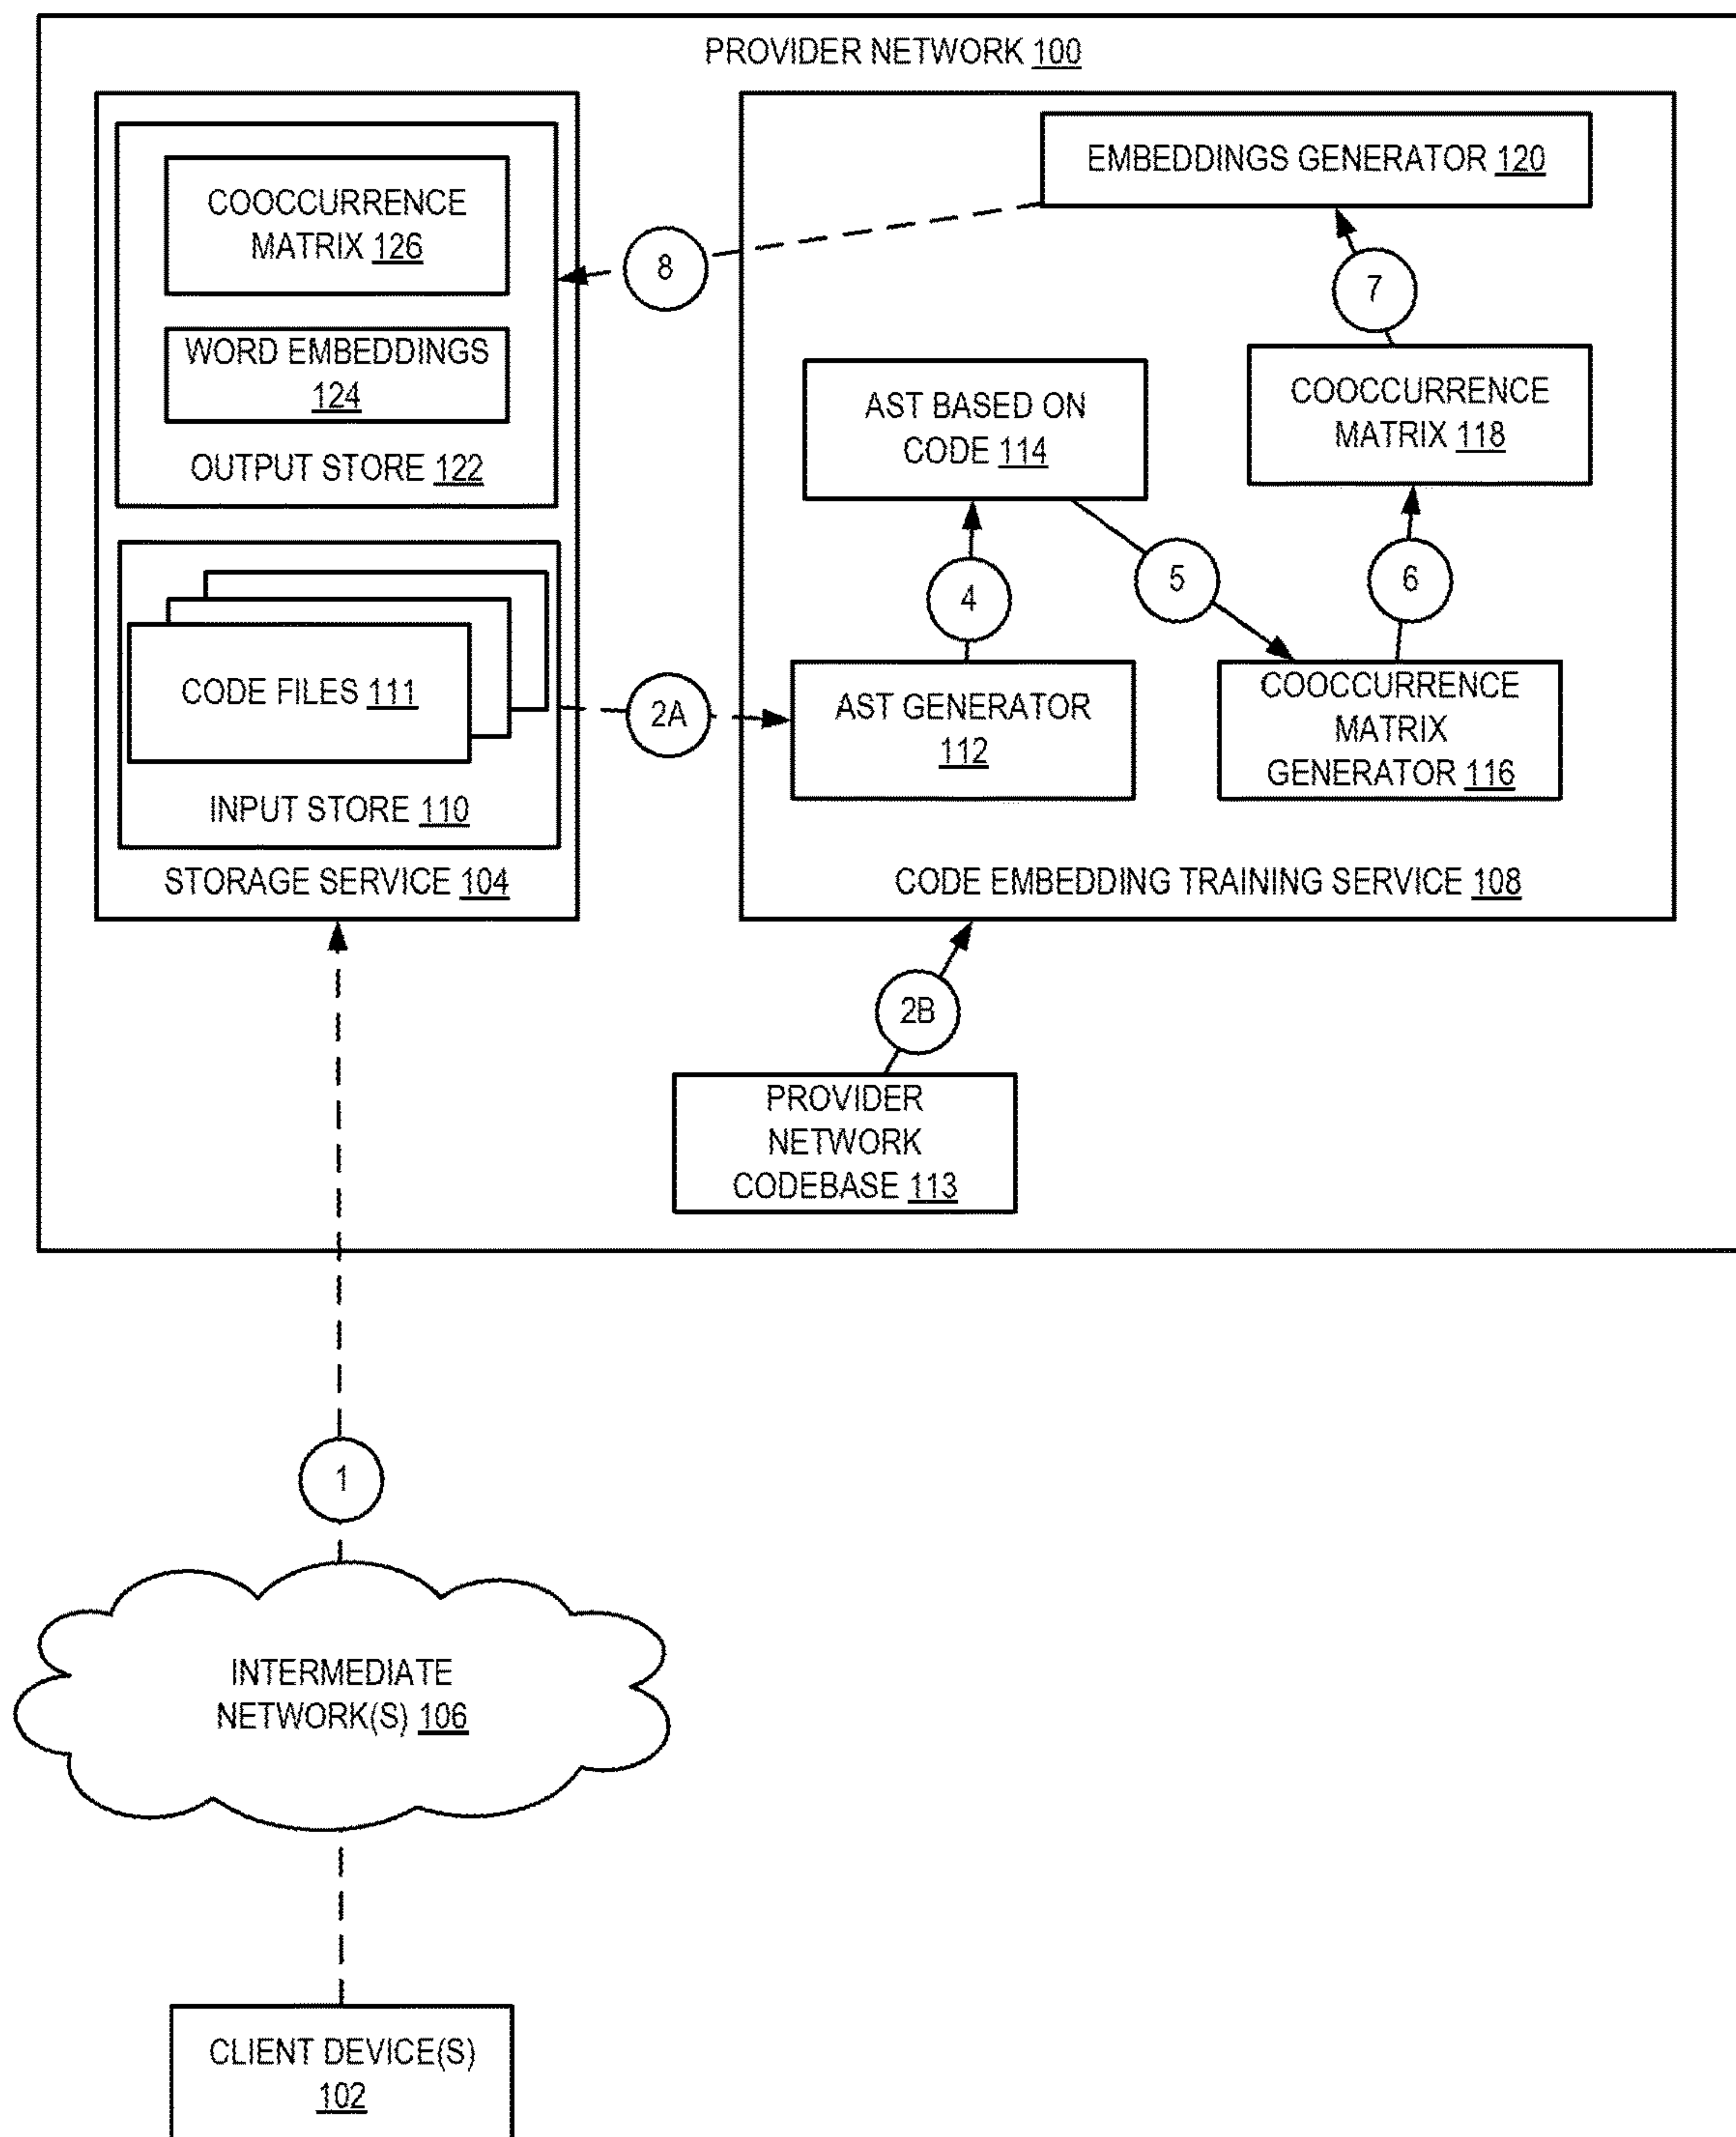 PROVIDER NETWORK 100
COOCCURRENCE
MATRIX 126
WORD EMBEDDINGS
124
OUTPUT STORE 122
CODE FILES 111
INPUT STORE 110
STORAGE SERVICE 104
8
2A
EMBEDDINGS GENERATOR 120
7
AST BASED ON
CODE 114
COOCCURRENCE
MATRIX 118
4
5
6
AST GENERATOR
112
COOCCURRENCE
MATRIX
GENERATOR 116
CODE EMBEDDING TRAINING SERVICE 108
2B
PROVIDER
NETWORK
CODEBASE 113
1
INTERMEDIATE
NETWORK(S) 106
CLIENT DEVICE(S)
102